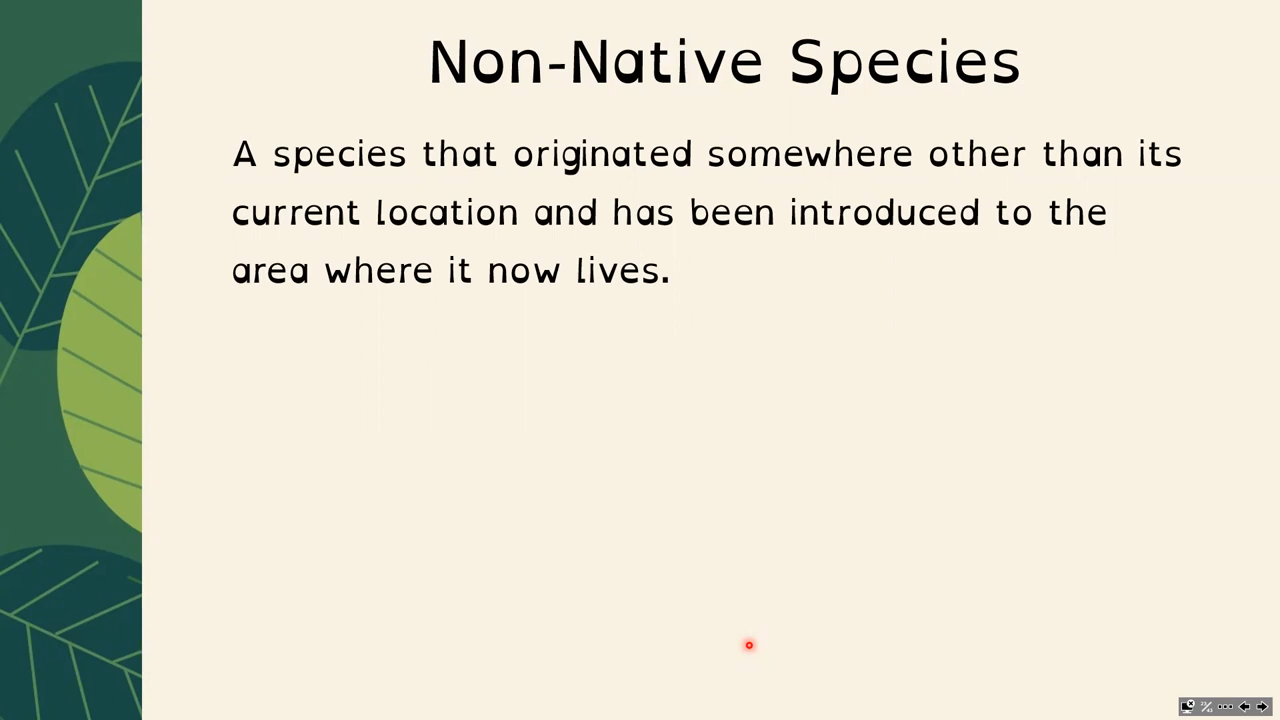 Non-Native Species
A species that originated somewhere other than its
current location and has been introduced to the
area where it now lives.